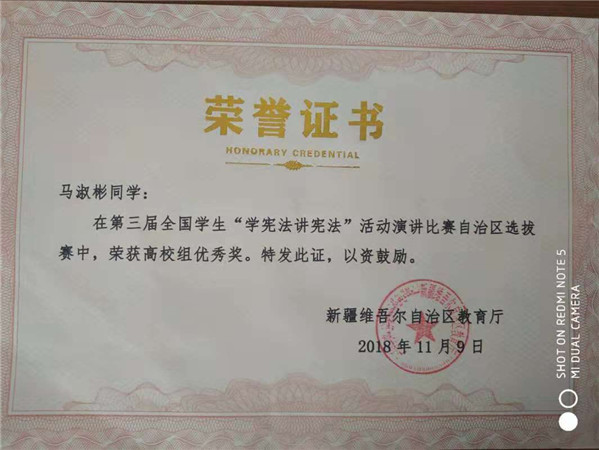 荣誉证书
HONORARY CREDENTIAL
马淑彬同学：
在第三届全国学生“学宪法讲宪法”活动演讲比赛自治区选拔
赛中，荣获高校组优秀奖。特发此证，以资鼓励。
新疆维吾尔自治区教育厅
2018年11月9日
SHOT ON REDMI NOTE 5
MI DUAL CAMERA